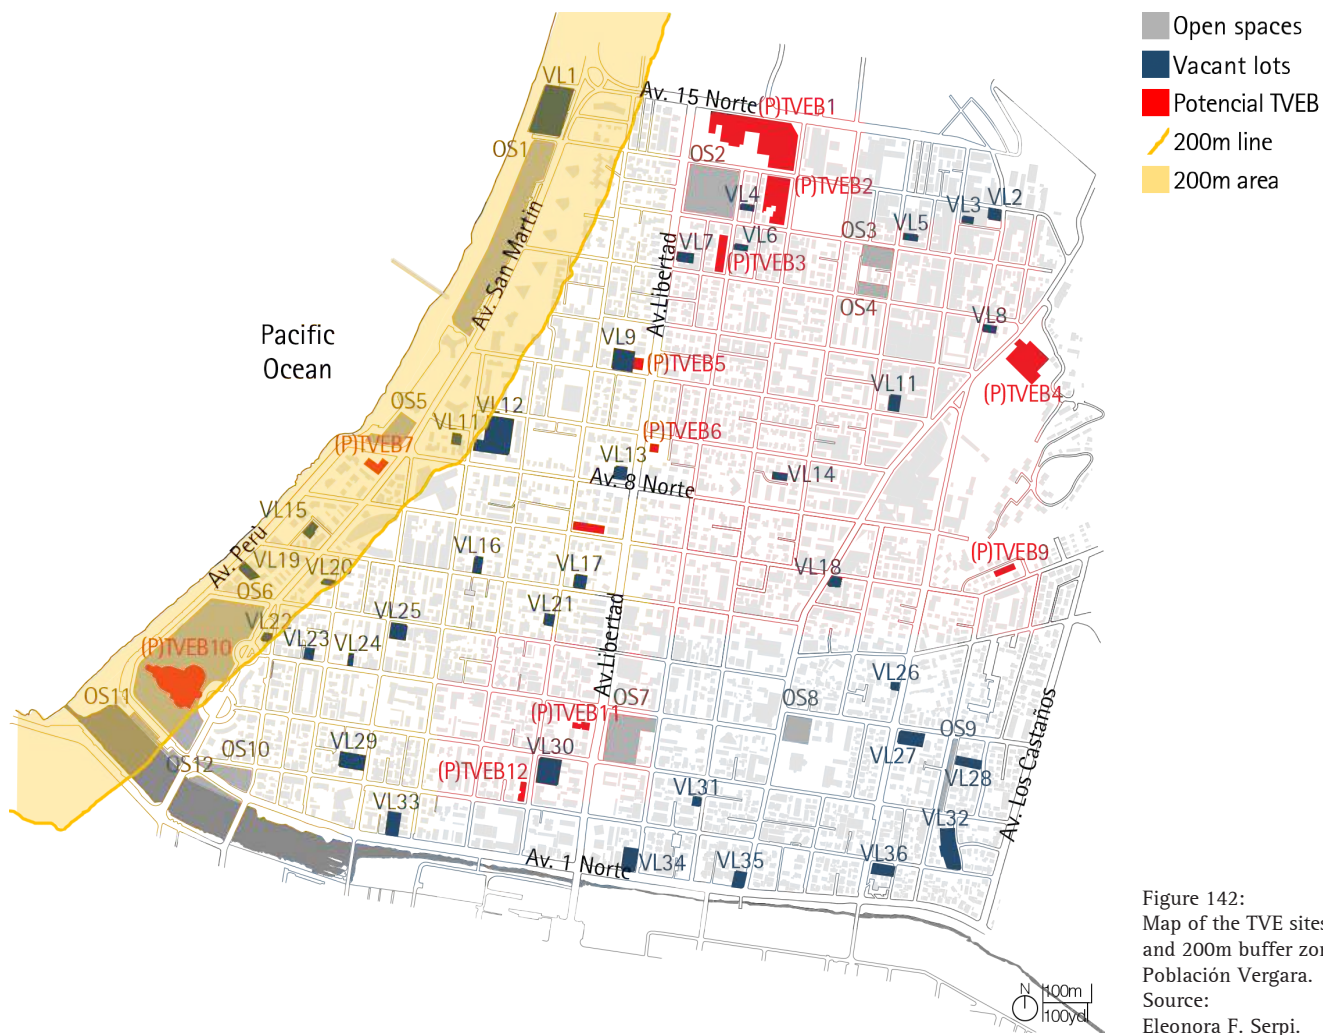 Open spaces
Vacant lots
Potencial TVEB
200m line
200m area
VL1
Av. 15 Norte
(P)TVEB1
OS1
OS2
(P)TVEB2
VL4
VL3
VL2
Av. San Martin
Av.Libertad
VL7
VL6
(P)TVEB3
OS3
VL5
OS4
VL8
Pacific
Ocean
VL9
(P)TVEB5
VL11
(P)TVEB4
OS5
VL11
VL12
(P)TVEB7
(P)TVEB6
VL13
Av. 8 Norte
VL14
VL15
Av. Perù
VL19
VL20
OS6
VL16
VL17
VL18
(P)TVEB9
VL22
VL23
VL24
VL25
VL21
Av.Libertad
(P)TVEB10
OS11
OS12
OS10
VL29
(P)TVEB11
OS7
OS8
VL26
OS9
VL27
VL28
Av. Los Castaños
(P)TVEB12
VL30
VL31
VL33
VL32
Av. 1 Norte
VL34
VL35
VL36
N
100m
100yd
Figure 142:
Map of the TVE sites
and 200m buffer zon
Población Vergara.
Source:
Eleonora F. Serpi.